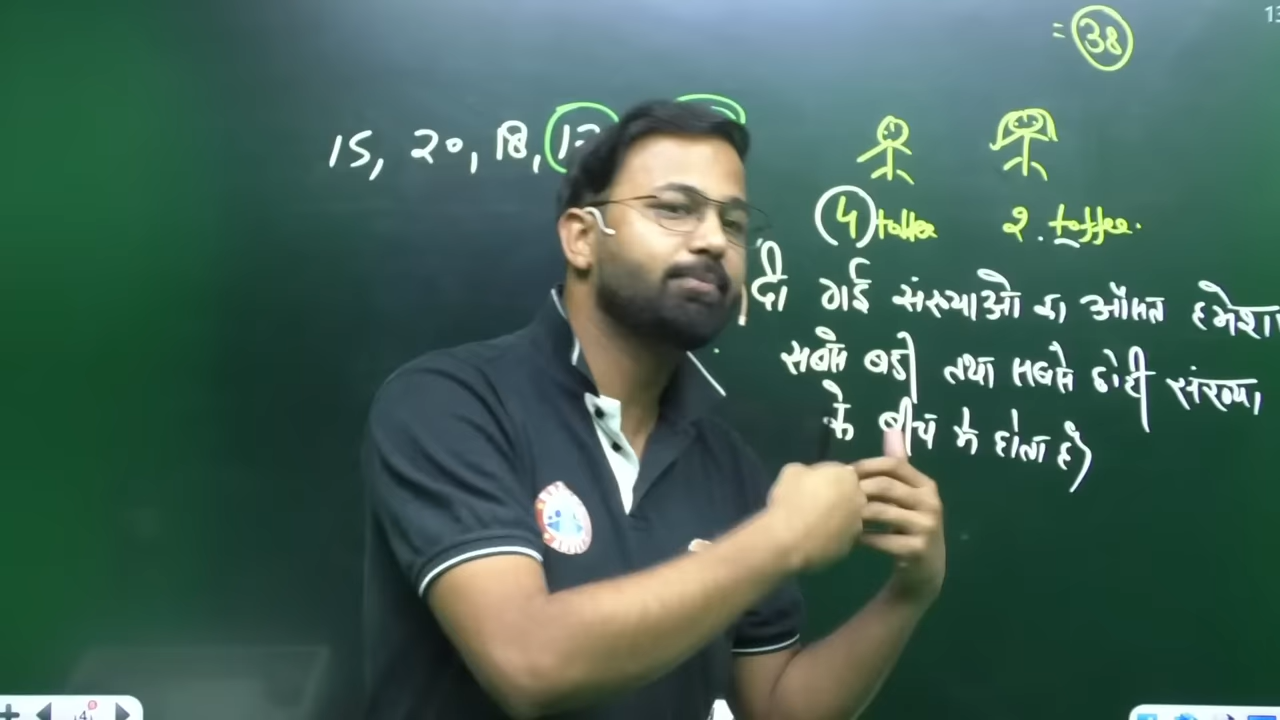 = 38
15, 20, 18,
4 toffee 2. toffee.
दी गई संख्याओ का औसत हमेशा
सबसे बडी तथा सबसे छोटी संख्या
के बीच मे होता है